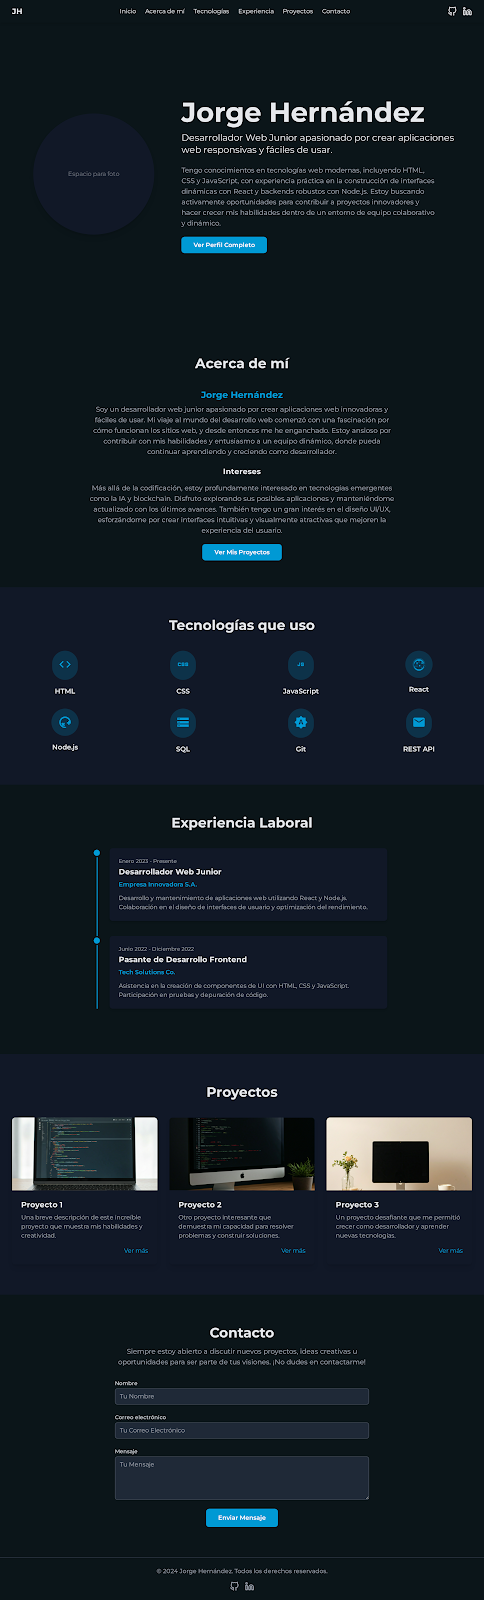 JH
Inicio Acerca de mí Tecnologías Experiencia Proyectos Contacto
Espacio para foto
Jorge Hernández
Desarrollador Web Junior apasionado por crear aplicaciones
web responsivas y fáciles de usar.
Tengo conocimientos en tecnologías web modernas, incluyendo HTML,
CSS y JavaScript, con experiencia práctica en la construcción de interfaces
dinámicas con React y backends robustos con Node.js. Estoy buscando
activamente oportunidades para contribuir a proyectos innovadores y
hacer crecer mis habilidades dentro de un entorno de equipo colaborativo
y dinámico.
Ver Perfil Completo
Acerca de mí
Jorge Hernández
Soy un desarrollador web junior apasionado por crear aplicaciones web innovadoras y
fáciles de usar. Mi viaje al mundo del desarrollo web comenzó con una fascinación por
cómo funcionan los sitios web, y desde entonces me he enganchado. Estoy ansioso por
contribuir con mis habilidades y entusiasmo a un equipo dinámico, donde pueda
continuar aprendiendo y creciendo como desarrollador.
Intereses
Más allá de la codificación, estoy profundamente interesado en tecnologías emergentes
como la IA y blockchain. Disfruto explorando sus posibles aplicaciones y manteniéndome
actualizado con los últimos avances. También tengo un gran interés en el diseño UI/UX,
esforzándome por crear interfaces intuitivas y visualmente atractivas que mejoren la
experiencia del usuario.
Ver Mis Proyectos
Tecnologías que uso
CSS JS
HTML CSS JavaScript React
Node.js SQL Git REST API
Experiencia Laboral
Enero 2023 - Presente
Desarrollador Web Junior
Empresa Innovadora S.A.
Desarrollo y mantenimiento de aplicaciones web utilizando React y Node.js.
Colaboración en el diseño de interfaces de usuario y optimización del rendimiento.
Junio 2022 - Diciembre 2022
Pasante de Desarrollo Frontend
Tech Solutions Co.
Asistencia en la creación de componentes de UI con HTML, CSS y JavaScript.
Participación en pruebas y depuración de código.
Proyectos
Proyecto 1
Una breve descripción de este increíble
proyecto que muestra mis habilidades y
creatividad.
Ver más
Proyecto 2
Otro proyecto interesante que
demuestra mi capacidad para resolver
problemas y construir soluciones.
Ver más
Proyecto 3
Un proyecto desafiante que me permitió
crecer como desarrollador y aprender
nuevas tecnologías.
Ver más
Contacto
Siempre estoy abierto a discutir nuevos proyectos, ideas creativas u
oportunidades para ser parte de tus visiones. ¡No dudes en contactarme!
Nombre
Tu Nombre
Correo electrónico
Tu Correo Electrónico
Mensaje
Tu Mensaje
Enviar Mensaje
© 2024 Jorge Hernández. Todos los derechos reservados.